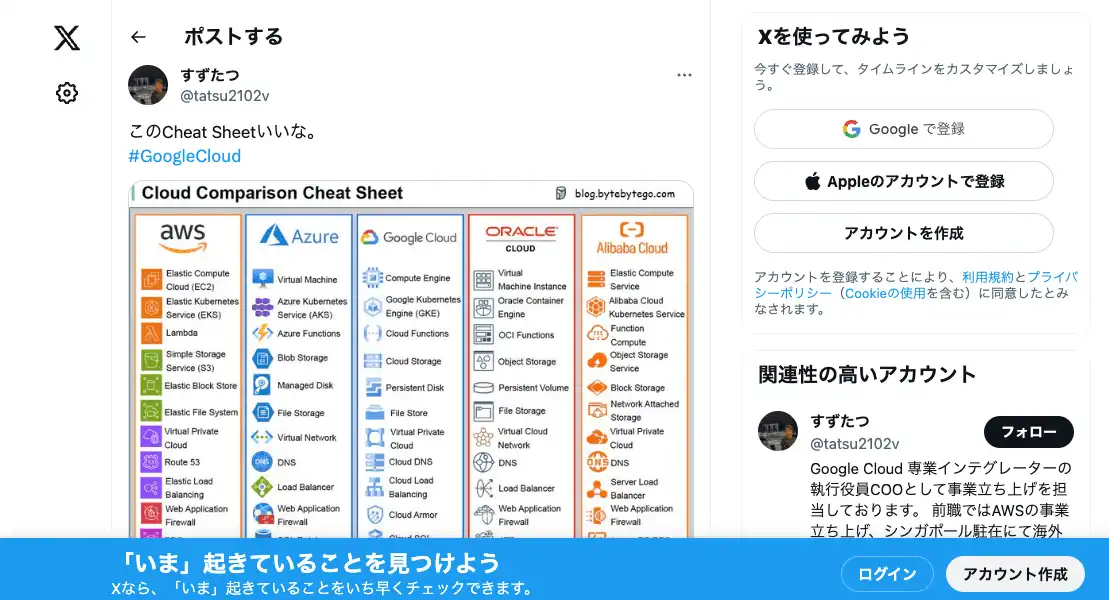 ポストする
すずたつ
@tatsu2102v
このCheat Sheetいいな。
#GoogleCloud
Cloud Comparison Cheat Sheet
blog.bytebytego.com
aws
Elastic Compute
Cloud (EC2)
Elastic Kubernetes
Service (EKS)
Lambda
Simple Storage
Service (S3)
Elastic Block Store
Elastic File System
Virtual Private
Cloud
Route 53
Elastic Load
Balancing
Web Application
Firewall
Azure
Virtual Machine
Azure Kubernetes
Service (AKS)
Azure Functions
Blob Storage
Managed Disk
File Storage
Virtual Network
DNS
DNS
Load Balancer
Web Application
Firewall
Google Cloud
Compute Engine
Google Kubernetes
Engine (GKE)
Cloud Functions
Cloud Storage
Persistent Disk
File Store
Virtual Private
Cloud
Cloud DNS
Cloud Load
Balancing
Cloud Armor
ORACLE
CLOUD
Virtual
Machine Instance
Oracle Container
Engine
OCI Functions
Object Storage
Persistent Volume
File Storage
Virtual Cloud
Network
DNS
Load Balancer
Web Application
Firewall
Alibaba Cloud
Elastic Compute
Service
Alibaba Cloud
Kubernetes Service
Function
Compute
Object Storage
Service
Block Storage
Network Attached
Storage
Virtual Private
Cloud
DNS
DNS
Server Load
Balancer
Web Application
Firewall
Xを使ってみよう
今すぐ登録して、タイムラインをカスタマイズしましょ
う。
Google で登録
Appleのアカウントで登録
アカウントを作成
アカウントを登録することにより、利用規約とプライバ
シーポリシー（Cookieの使用を含む）に同意したとみ
なされます。
関連性の高いアカウント
すずたつ
@tatsu2102v
フォロー
Google Cloud 専業インテグレーターの
執行役員COOとして事業立ち上げを担
当しております。 前職ではAWSの事業
立ち上げ、シンガポール駐在にて海外
「いま」起きていることを見つけよう
Xなら、「いま」起きていることをいち早くチェックできます。
ログイン
アカウント作成